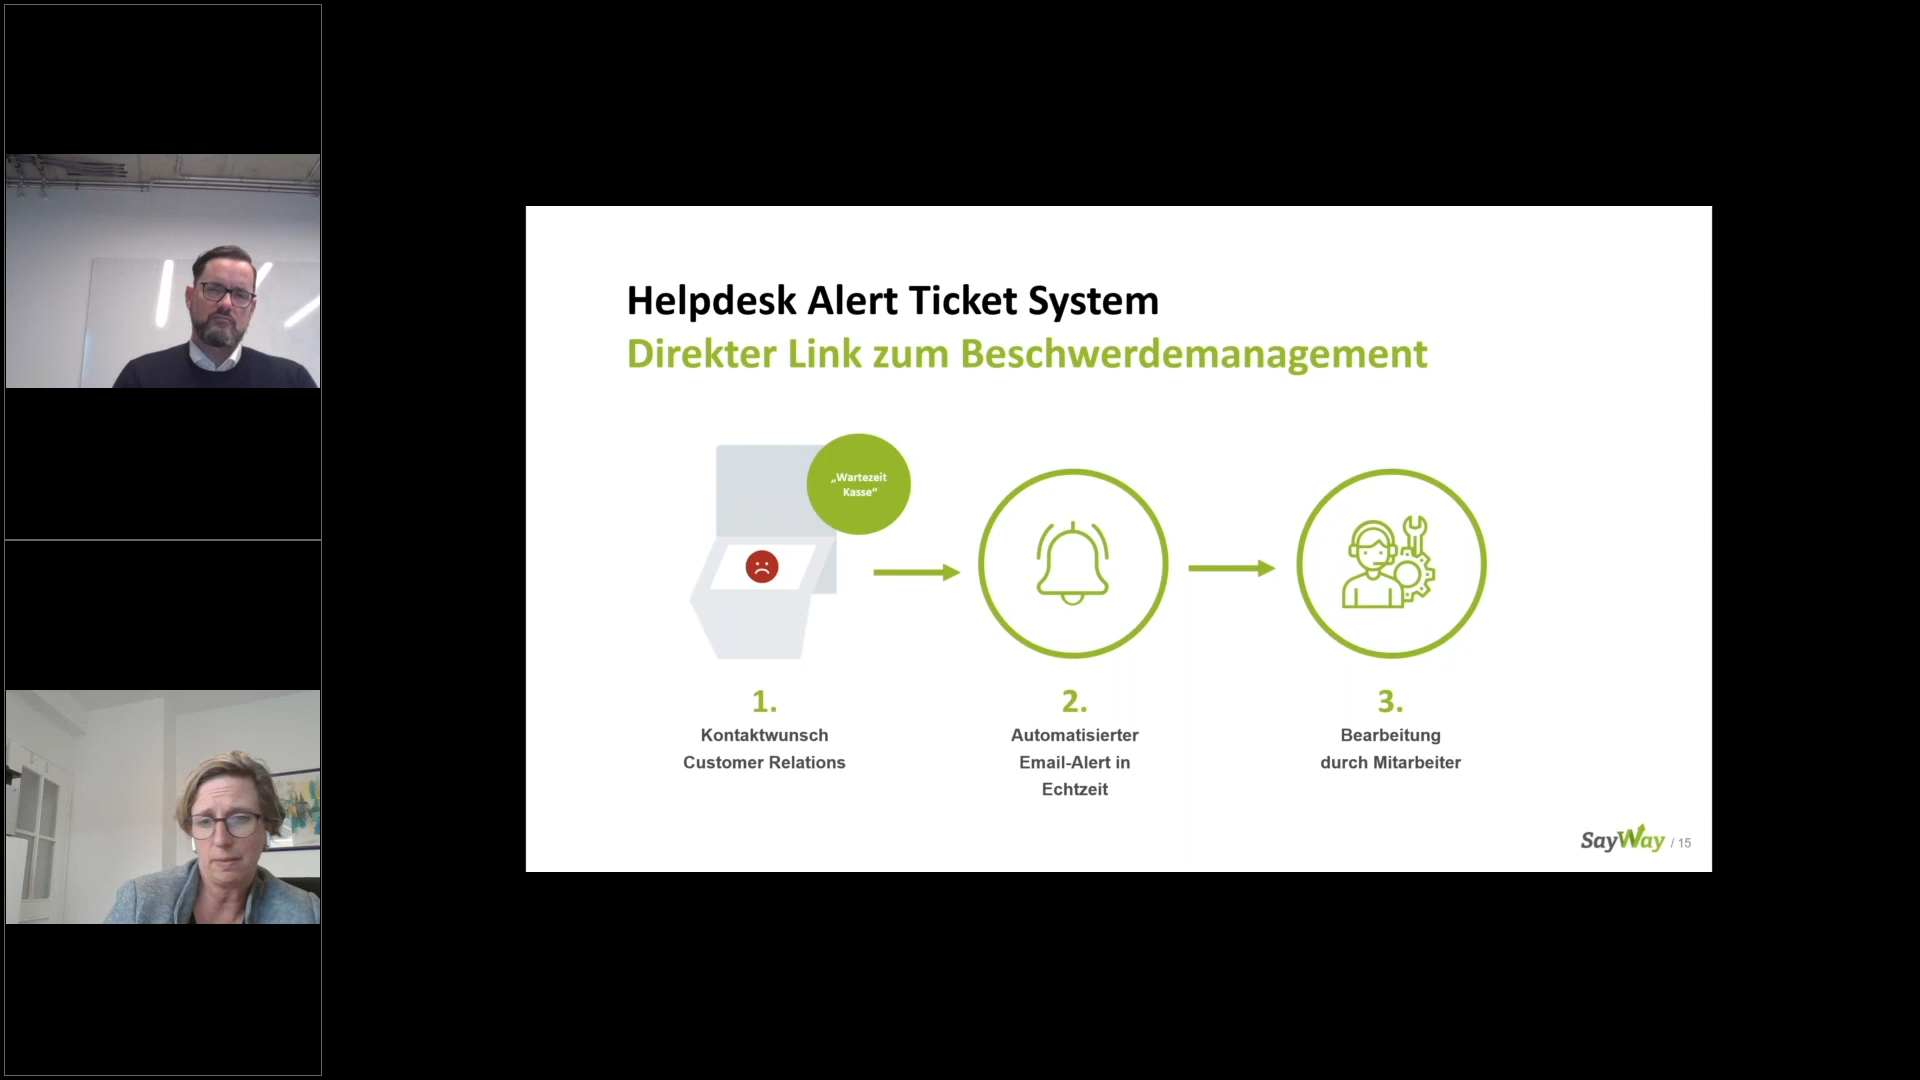 Helpdesk Alert Ticket System
Direkter Link zum Beschwerdemanagement
„Wartezeit
Kasse“
1.
Kontaktwunsch
Customer Relations
2.
Automatisierter
Email-Alert in
Echtzeit
3.
Bearbeitung
durch Mitarbeiter
SayWay / 15